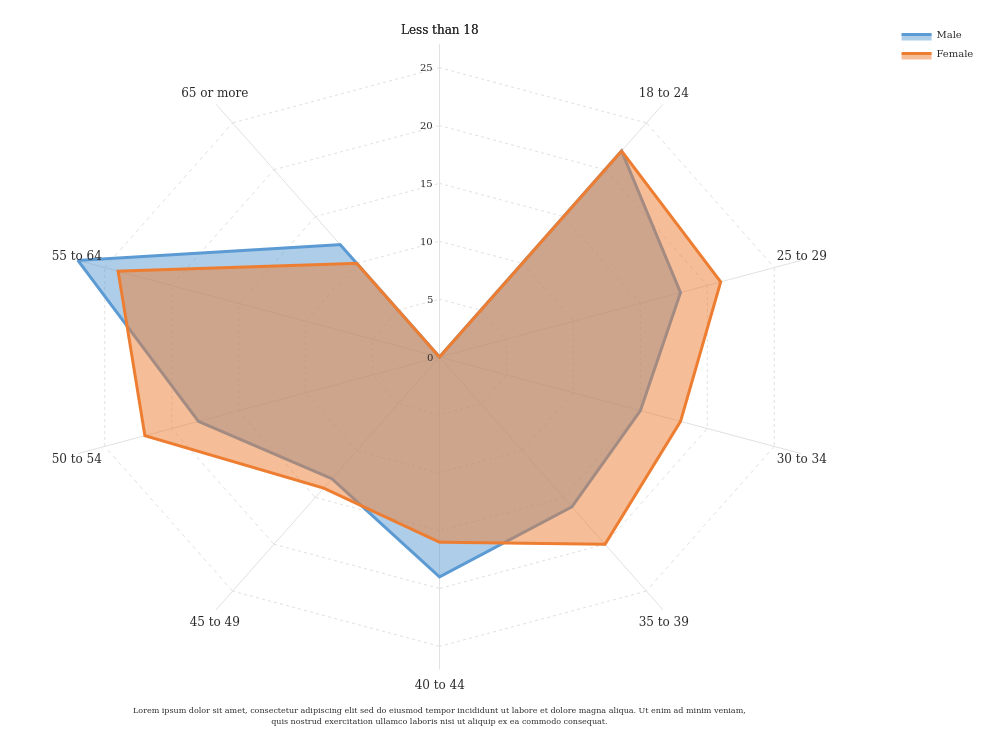 Less than 18
Male
Female
25
65 or more
18 to 24
20
15
10
55 to 64
25 to 29
5
0
50 to 54
30 to 34
45 to 49
35 to 39
40 to 44
Lorem ipsum dolor sit amet, consectetur adipiscing elit sed do eiusmod tempor incididunt ut labore et dolore magna aliqua. Ut enim ad minim veniam,
quis nostrud exercitation ullamco laboris nisi ut aliquip ex ea commodo consequat.